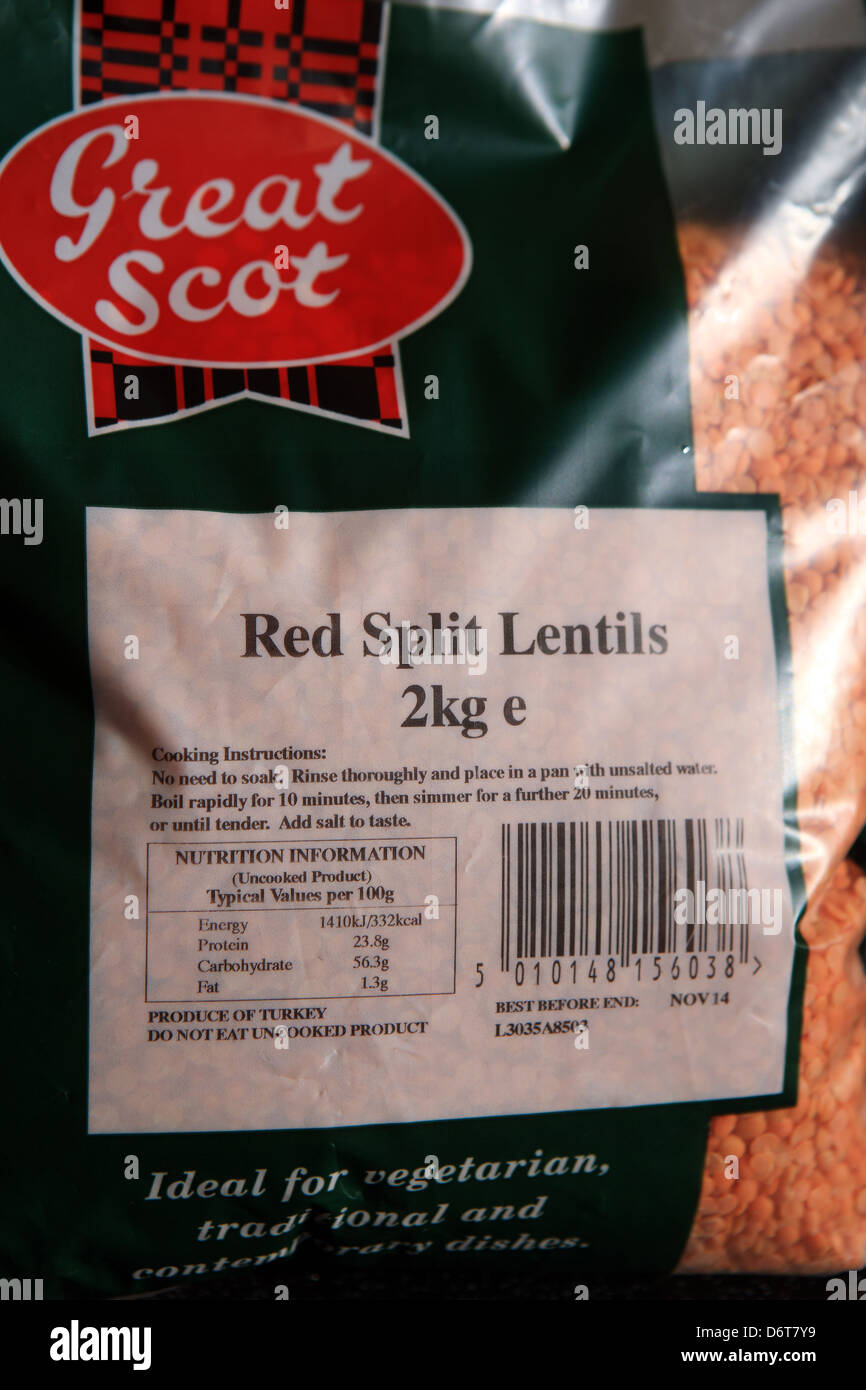 Great
Scot
Red Split Lentils
2kg e
Cooking Instructions:
No need to soak. Rinse thoroughly and place in a pan with unsalted water.
Boil rapidly for 10 minutes, then simmer for a further 20 minutes,
or until tender. Add salt to taste.
NUTRITION INFORMATION
(Uncooked Product)
Typical Values per 100g
Energy 1410kJ/332kcal
Protein 23.8g
Carbohydrate 56.3g
Fat 1.3g
5 010148 156038 >
PRODUCE OF TURKEY
DO NOT EAT UNCOOKED PRODUCT
BEST BEFORE END: NOV 14
L3035A8503
Ideal for vegetarian,
traditional and
contemporary dishes.
alamy
Image ID: D6T7Y9
www.alamy.com